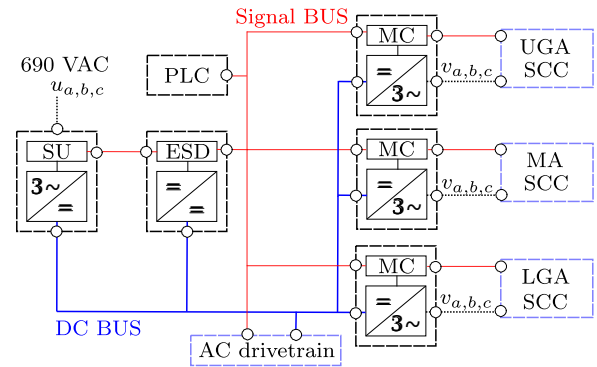 Signal BUS
MC
UGA
SCC
690 VAC
u_{a,b,c}
PLC
v_{a,b,c}
=
3~
SU
ESD
MC
MA
SCC
3~
=
=
=
=
3~
v_{a,b,c}
MC
LGA
SCC
=
3~
v_{a,b,c}
DC BUS
AC drivetrain